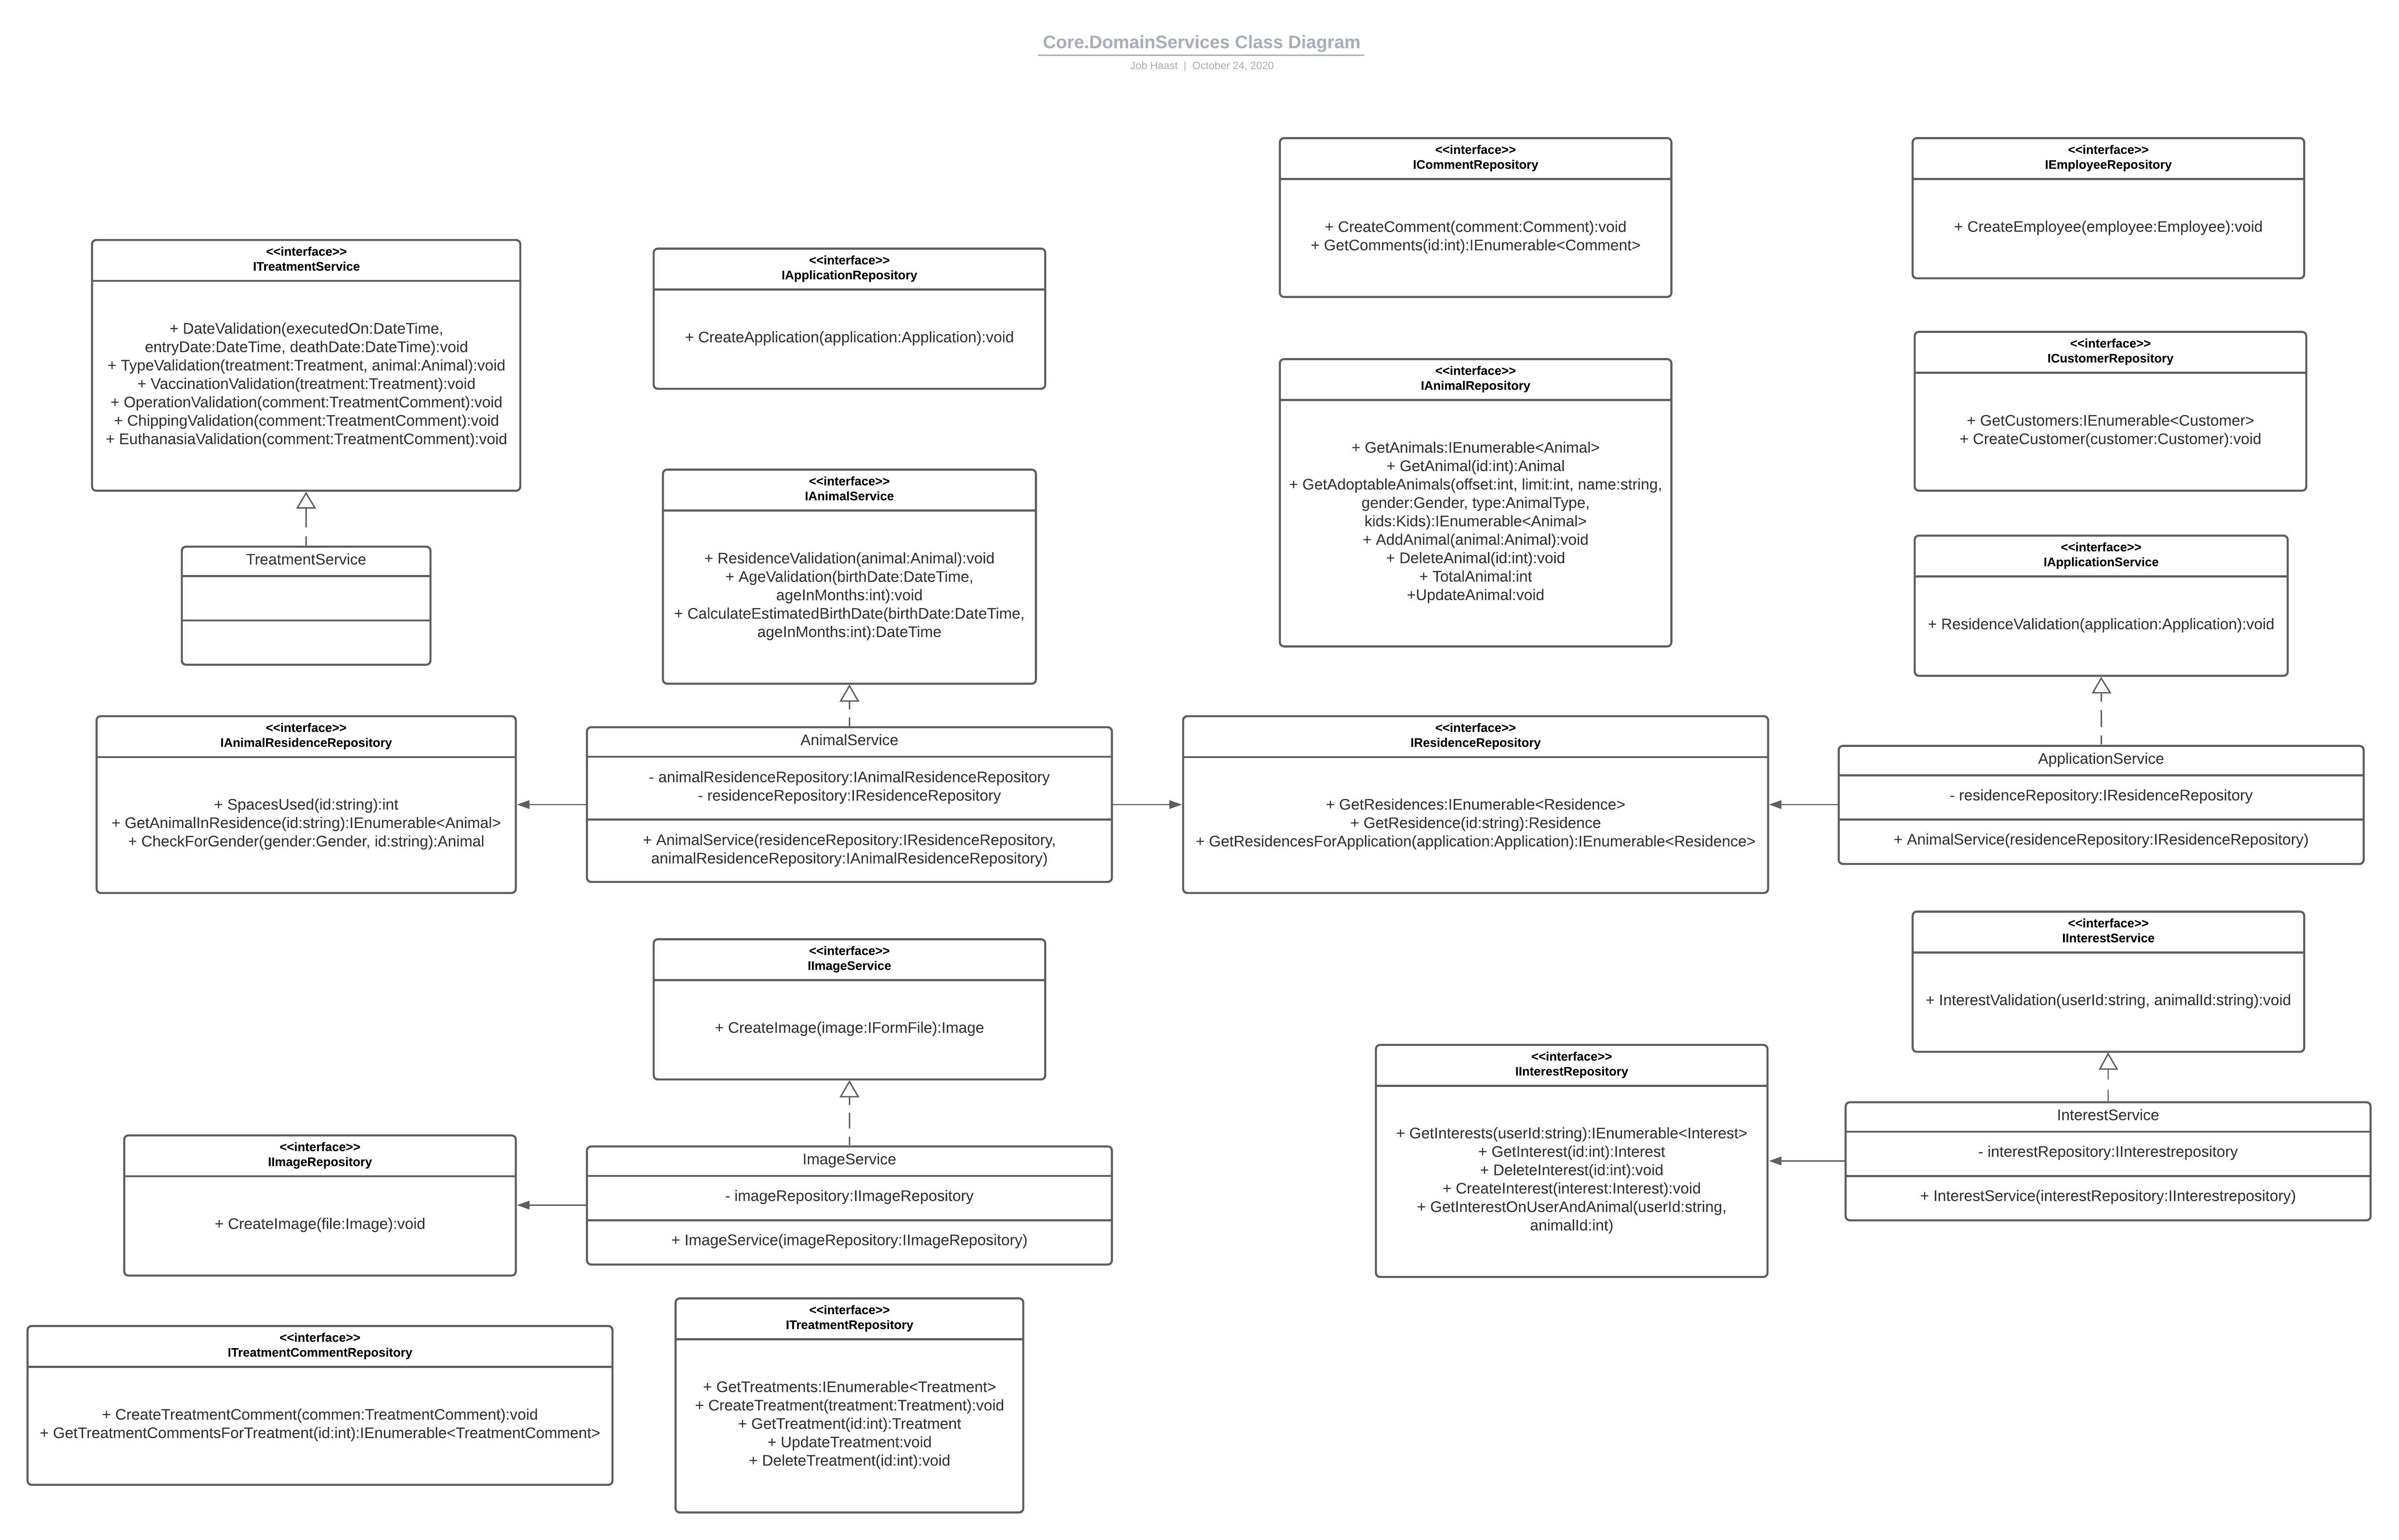 Core.DomainServices Class Diagram
Job Haast | October 24, 2020
<<interface>>
ICommentRepository
+ CreateComment(comment:Comment):void
+ GetComments(id:int):IEnumerable<Comment>
<<interface>>
IEmployeeRepository
+ CreateEmployee(employee:Employee):void
<<interface>>
ITreatmentService
+ DateValidation(executedOn:DateTime,
entryDate:DateTime, deathDate:DateTime):void
+ TypeValidation(treatment:Treatment, animal:Animal):void
+ VaccinationValidation(treatment:Treatment):void
+ OperationValidation(comment:TreatmentComment):void
+ ChippingValidation(comment:TreatmentComment):void
+ EuthanasiaValidation(comment:TreatmentComment):void
<<interface>>
IApplicationRepository
+ CreateApplication(application:Application):void
<<interface>>
ICustomerRepository
+ GetCustomers:IEnumerable<Customer>
+ CreateCustomer(customer:Customer):void
<<interface>>
IAnimalRepository
+ GetAnimals:IEnumerable<Animal>
+ GetAnimal(id:int):Animal
+ GetAdoptableAnimals(offset:int, limit:int, name:string,
gender:Gender, type:AnimalType,
kids:Kids):IEnumerable<Animal>
+ AddAnimal(animal:Animal):void
+ DeleteAnimal(id:int):void
+ TotalAnimal:int
+UpdateAnimal:void
<<interface>>
IAnimalService
+ ResidenceValidation(animal:Animal):void
+ AgeValidation(birthDate:DateTime,
ageInMonths:int):void
+ CalculateEstimatedBirthDate(birthDate:DateTime,
ageInMonths:int):DateTime
<<interface>>
IApplicationService
+ ResidenceValidation(application:Application):void
TreatmentService
<<interface>>
IAnimalResidenceRepository
+ SpacesUsed(id:string):int
+ GetAnimalInResidence(id:string):IEnumerable<Animal>
+ CheckForGender(gender:Gender, id:string):Animal
AnimalService
- animalResidenceRepository:IAnimalResidenceRepository
- residenceRepository:IResidenceRepository
+ AnimalService(residenceRepository:IResidenceRepository,
animalResidenceRepository:IAnimalResidenceRepository)
<<interface>>
IResidenceRepository
+ GetResidences:IEnumerable<Residence>
+ GetResidence(id:string):Residence
+ GetResidencesForApplication(application:Application):IEnumerable<Residence>
ApplicationService
- residenceRepository:IResidenceRepository
+ AnimalService(residenceRepository:IResidenceRepository)
<<interface>>
IImageService
+ CreateImage(image:IFormFile):Image
<<interface>>
IInterestService
+ InterestValidation(userId:string, animalId:string):void
<<interface>>
IInterestRepository
+ GetInterests(userId:string):IEnumerable<Interest>
+ GetInterest(id:int):Interest
+ DeleteInterest(id:int):void
+ CreateInterest(interest:Interest):void
+ GetInterestOnUserAndAnimal(userId:string,
animalId:int)
InterestService
- interestRepository:IInterestrepository
+ InterestService(interestRepository:IInterestrepository)
<<interface>>
IImageRepository
+ CreateImage(file:Image):void
ImageService
- imageRepository:IImageRepository
+ ImageService(imageRepository:IImageRepository)
<<interface>>
ITreatmentCommentRepository
+ CreateTreatmentComment(commen:TreatmentComment):void
+ GetTreatmentCommentsForTreatment(id:int):IEnumerable<TreatmentComment>
<<interface>>
ITreatmentRepository
+ GetTreatments:IEnumerable<Treatment>
+ CreateTreatment(treatment:Treatment):void
+ GetTreatment(id:int):Treatment
+ UpdateTreatment:void
+ DeleteTreatment(id:int):void